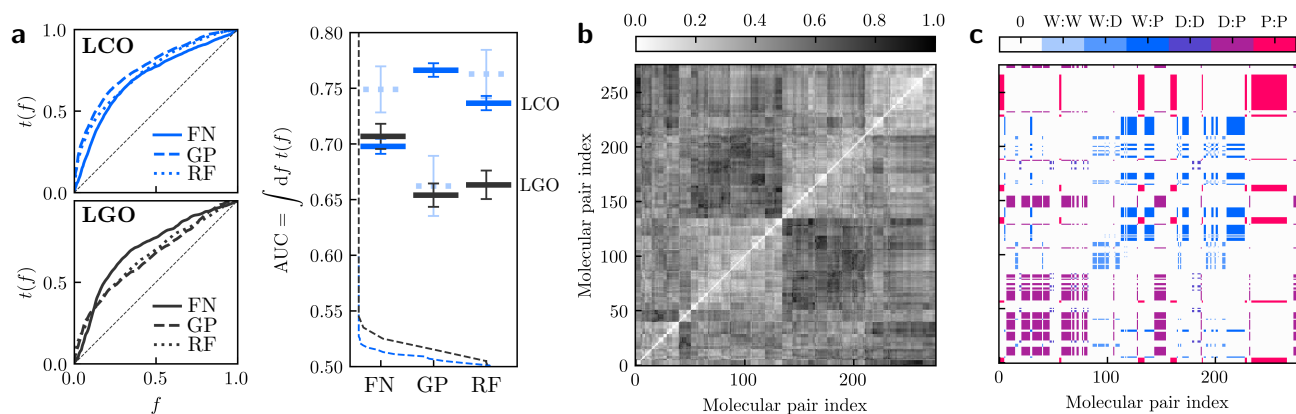 a
LCO
t(f)
1.0
0.5
0.0
FN
GP
RF
LGO
t(f)
0.5
0.0
FN
GP
RF
0.0
0.5
1.0
f
AUC = ∫ df t(f)
0.80
0.75
0.70
0.65
0.60
0.55
0.50
LCO
LGO
FN GP RF
b
0.0 0.2 0.4 0.6 0.8 1.0
Molecular pair index
250
200
150
100
50
0
0 100 200
Molecular pair index
c
0 W:W W:D W:P D:D D:P P:P
0 100 200
Molecular pair index